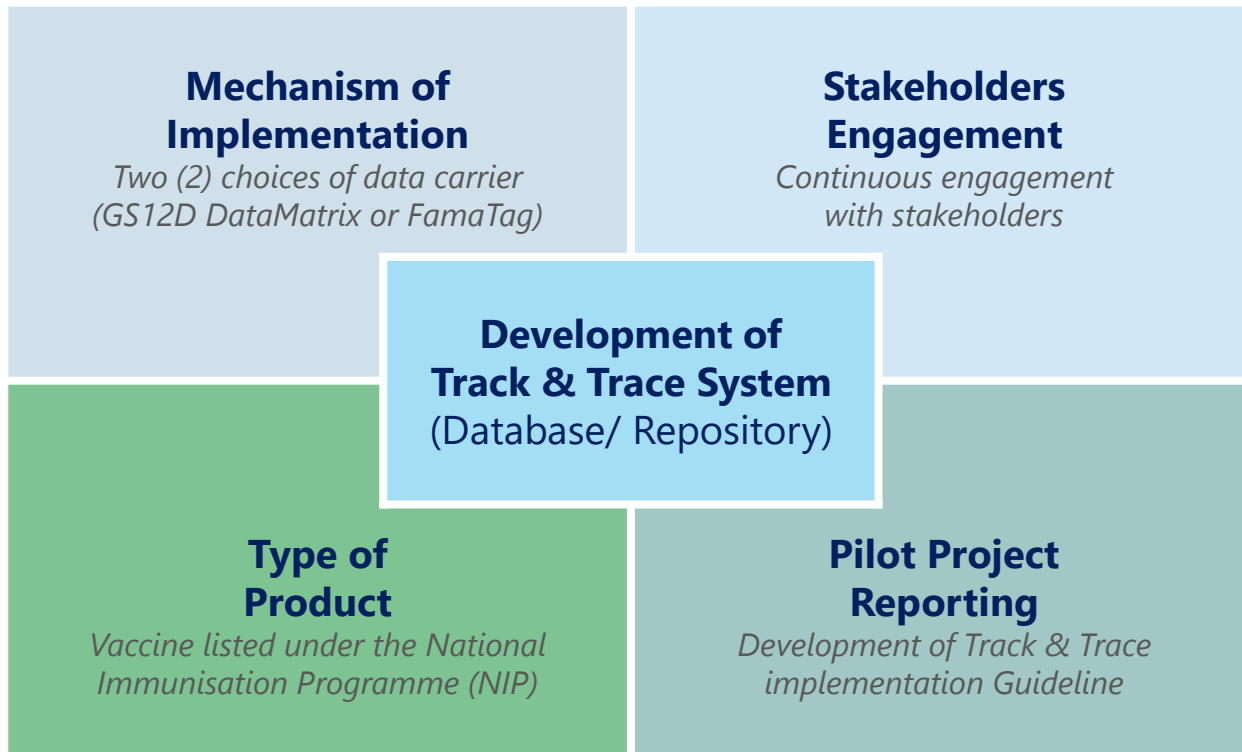 Mechanism of
Implementation
Two (2) choices of data carrier
(GS12D DataMatrix or FamaTag)
Stakeholders
Engagement
Continuous engagement
with stakeholders
Development of
Track & Trace System
(Database/ Repository)
Type of
Product
Vaccine listed under the National
Immunisation Programme (NIP)
Pilot Project
Reporting
Development of Track & Trace
implementation Guideline